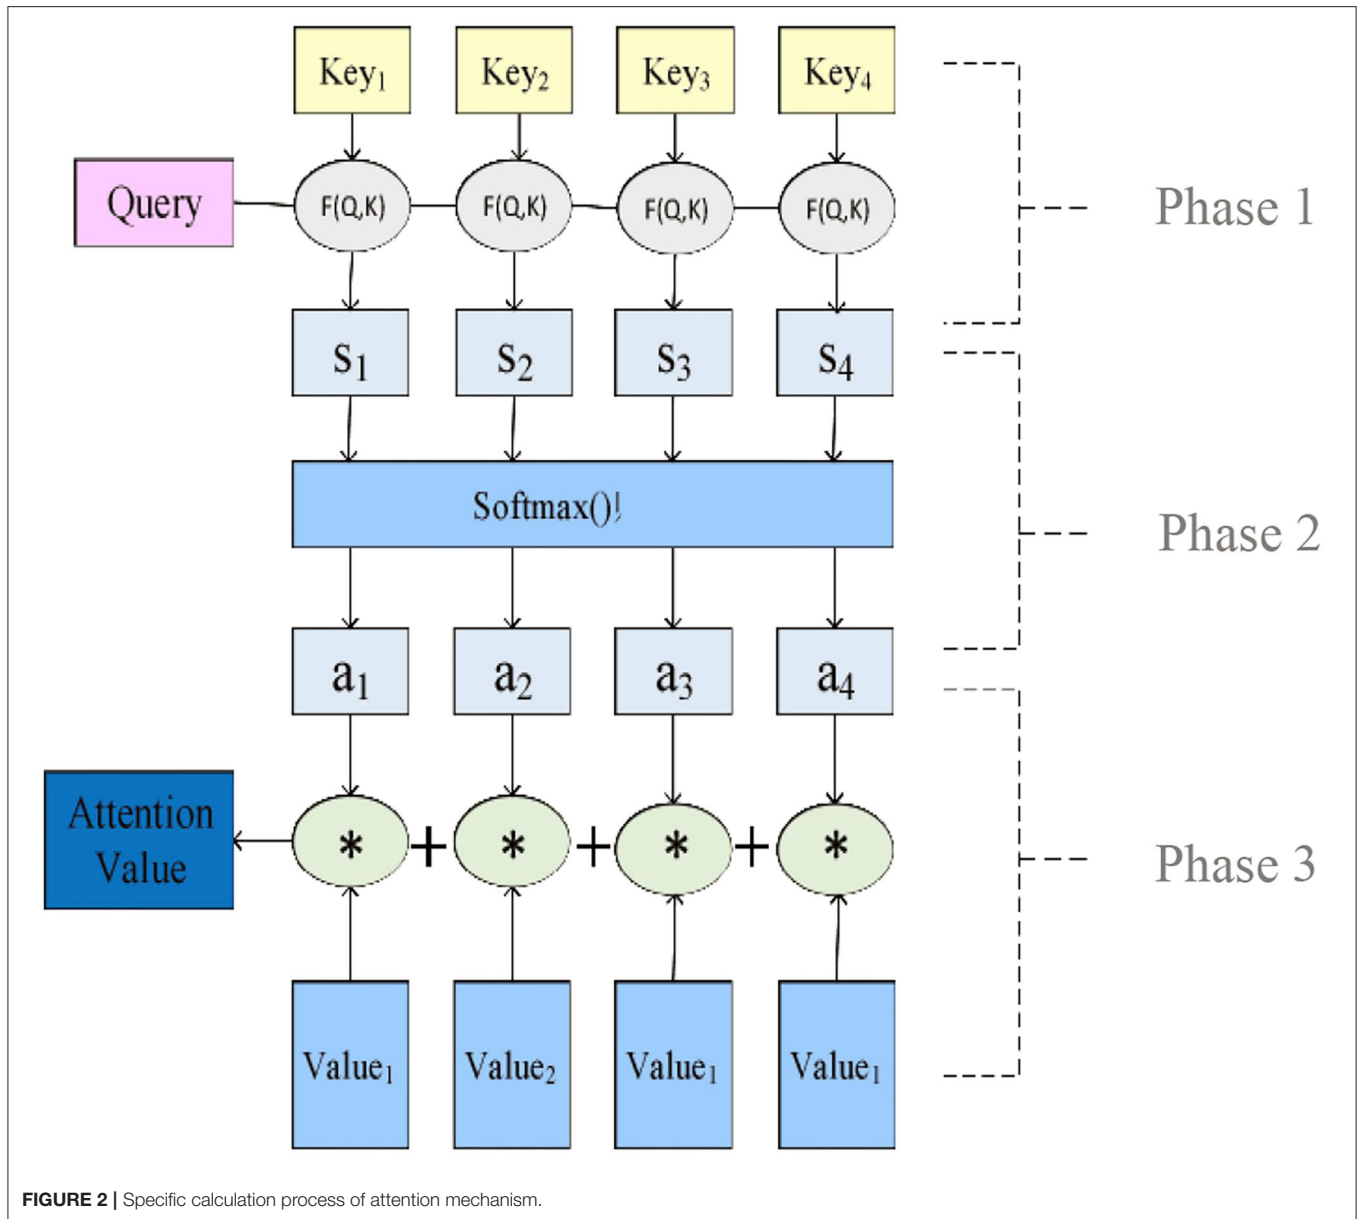 Key₁ Key₂ Key₃ Key₄
Query F(Q,K) F(Q,K) F(Q,K) F(Q,K) Phase 1
s₁ s₂ s₃ s₄
Softmax()! Phase 2
a₁ a₂ a₃ a₄
Attention
Value * + * + * + * Phase 3
Value₁ Value₂ Value₁ Value₁
FIGURE 2 | Specific calculation process of attention mechanism.